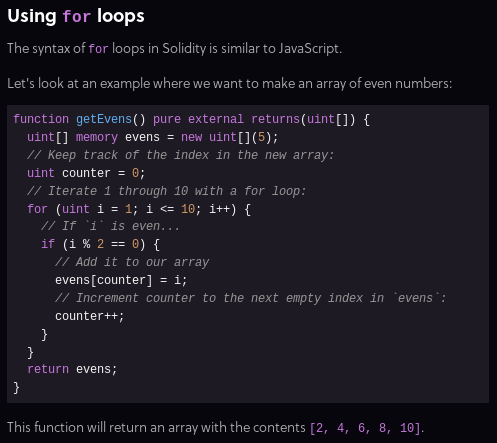 Using for loops
The syntax of for loops in Solidity is similar to JavaScript.
Let's look at an example where we want to make an array of even numbers:
function getEvens() pure external returns(uint[]) {
  uint[] memory evens = new uint[](5);
  // Keep track of the index in the new array:
  uint counter = 0;
  // Iterate 1 through 10 with a for loop:
  for (uint i = 1; i <= 10; i++) {
    // If `i` is even...
    if (i % 2 == 0) {
      // Add it to our array
      evens[counter] = i;
      // Increment counter to the next empty index in `evens`:
      counter++;
    }
  }
  return evens;
}
This function will return an array with the contents [2, 4, 6, 8, 10].